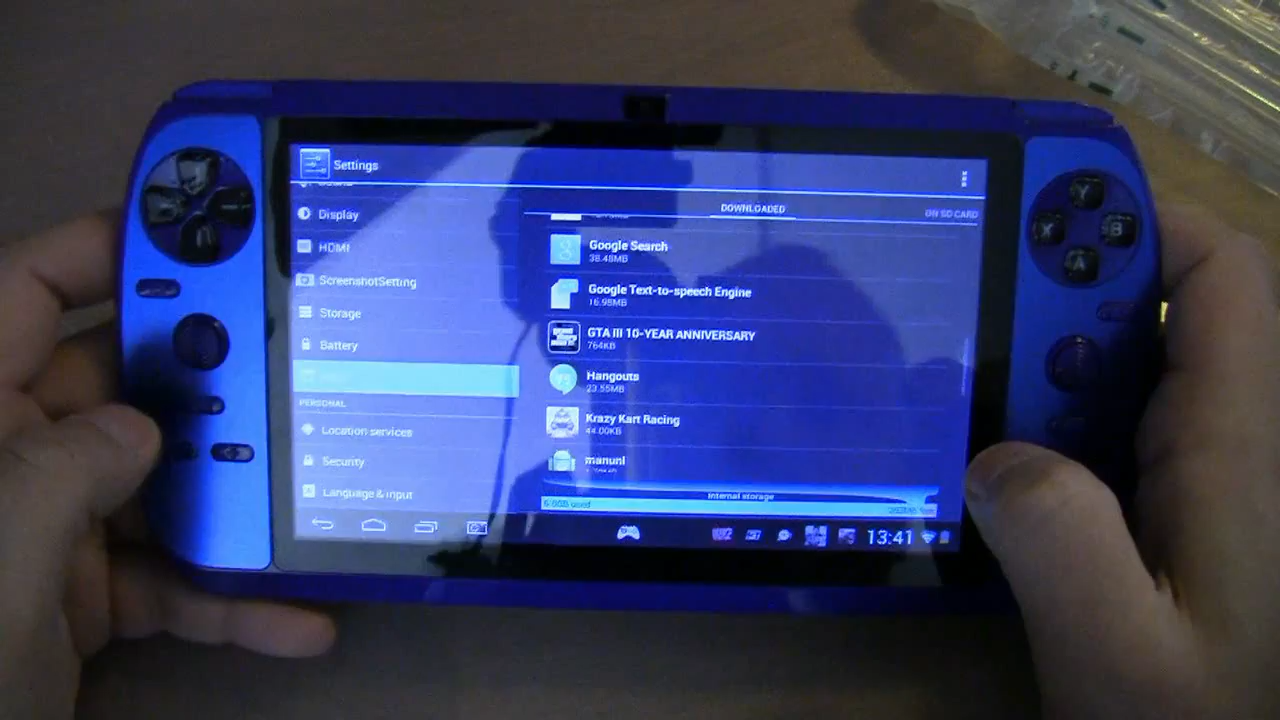 Settings
DOWNLOADED
ON SD CARD
Display
HDMI
ScreenshotSetting
Storage
Battery
PERSONAL
Location services
Security
Language & input
Google Search
38.48MB
Google Text-to-speech Engine
16.98MB
GTA III 10-YEAR ANNIVERSARY
764KB
Hangouts
23.55MB
Krazy Kart Racing
44.00KB
manuni
Internal storage
used
13:41
Y
X
B
A